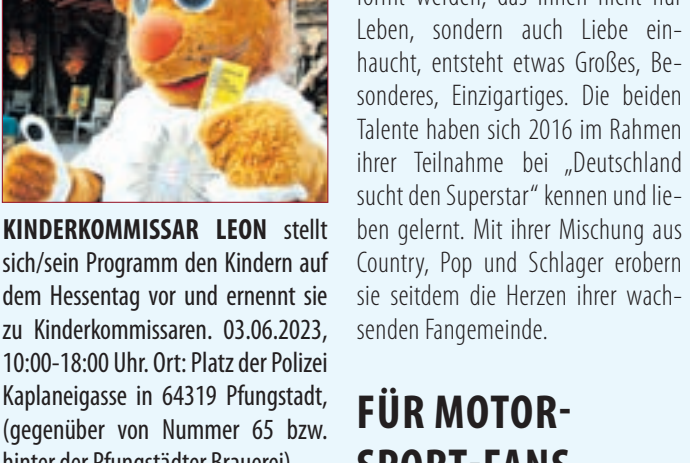 KINDERKOMMISSAR LEON stellt
sich/sein Programm den Kindern auf
dem Hessentag vor und ernennt sie
zu Kinderkommissaren. 03.06.2023,
10:00-18:00 Uhr. Ort: Platz der Polizei
Kaplaneigasse in 64319 Pfungstadt,
(gegenüber von Nummer 65 bzw.
hinter der Pfungstädter Brauerei)
formt werden, das ihnen nicht nur
Leben, sondern auch Liebe ein-
haucht, entsteht etwas Großes, Be-
sonderes, Einzigartiges. Die beiden
Talente haben sich 2016 im Rahmen
ihrer Teilnahme bei „Deutschland
sucht den Superstar“ kennen und lie-
ben gelernt. Mit ihrer Mischung aus
Country, Pop und Schlager erobern
sie seitdem die Herzen ihrer wach-
senden Fangemeinde.
FÜR MOTOR-
SPORT-FANS